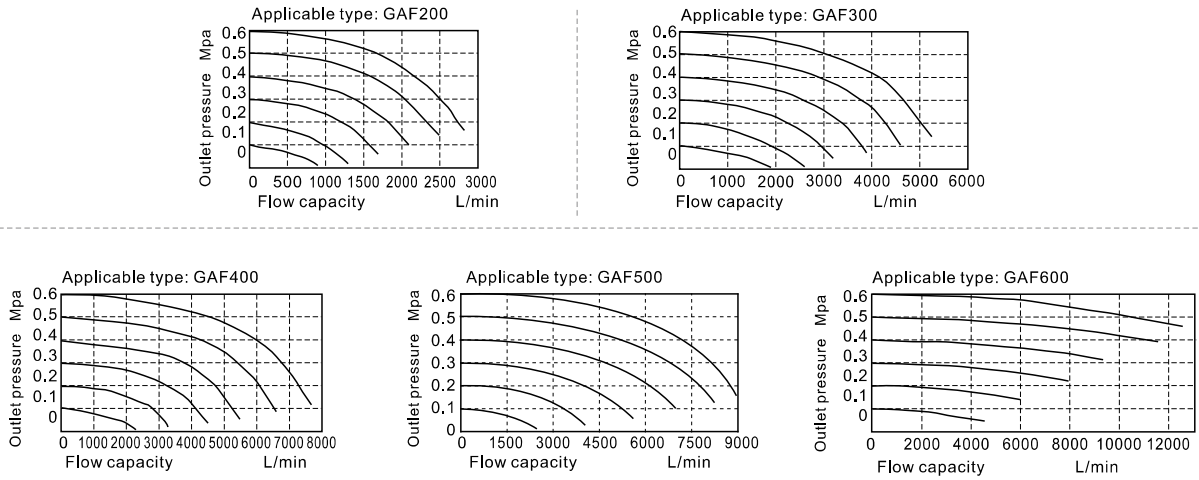 Applicable type: GAF200
Outlet pressure Mpa
0.6
0.5
0.4
0.3
0.2
0.1
0
0 500 1000 1500 2000 2500 3000
Flow capacity L/min
Applicable type: GAF300
Outlet pressure Mpa
0.6
0.5
0.4
0.3
0.2
0.1
0
0 1000 2000 3000 4000 5000 6000
Flow capacity L/min
Applicable type: GAF400
Outlet pressure Mpa
0.6
0.5
0.4
0.3
0.2
0
0 1000 2000 3000 4000 5000 6000 7000 8000
Flow capacity L/min
Applicable type: GAF500
Outlet pressure Mpa
0.6
0.5
0.4
0.3
0.2
0.1
0
0 1500 3000 4500 6000 7500 9000
Flow capacity L/min
Applicable type: GAF600
Outlet pressure Mpa
0.6
0.5
0.4
0.3
0.2
0
0 2000 4000 6000 8000 10000 12000
Flow capacity L/min